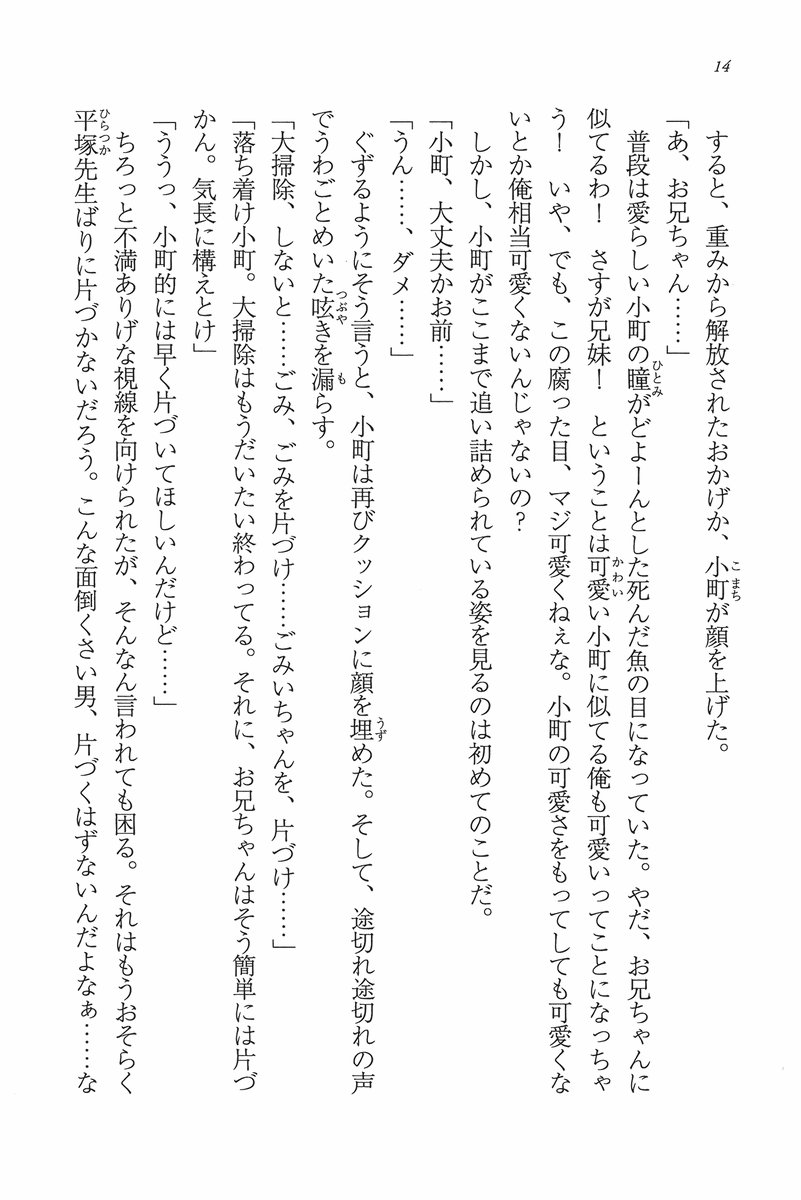 14
　すると、重みから解放されたおかげか、小町が顔を上げた。
「あ、お兄ちゃん……」
　普段は愛らしい小町の瞳がどよーんとした死んだ魚の目になっていた。やだ、お兄ちゃんに
似てるわ！　さすが兄妹！　ということは可愛い小町に似てる俺も可愛いってことになっちゃ
う！　いや、でも、この腐った目、マジ可愛くねぇな。小町の可愛さをもってしても可愛くな
いとか俺相当可愛くないんじゃないの？
　しかし、小町がここまで追い詰められている姿を見るのは初めてのことだ。
「小町、大丈夫かお前……」
「うん……、ダメ……」
　ぐずるようにそう言うと、小町は再びクッションに顔を埋めた。そして、途切れ途切れの声
でうわごとめいた呟きを漏らす。
「大掃除、しないと……ごみ、ごみを片づけ……ごみいちゃんを、片づけ……」
「落ち着け小町。大掃除はもうだいたい終わってる。それに、お兄ちゃんはそう簡単には片づ
かん。気長に構えとけ」
「ううっ、小町的には早く片づいてほしいんだけど……」
　ちろっと不満ありげな視線を向けられたが、そんなん言われても困る。それはもうおそらく
平塚先生ばりに片づかないだろう。こんな面倒くさい男、片づくはずないんだよなぁ……な